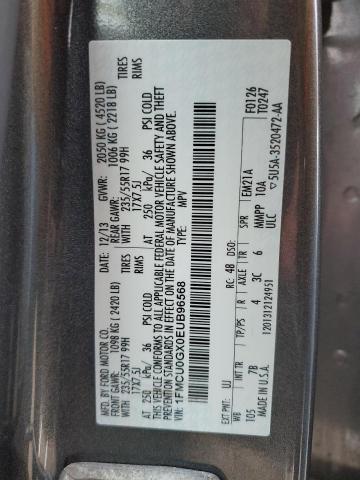 MFD. BY FORD MOTOR CO.
DATE: 12/13 GVWR: 2050 KG ( 4520 LB)
FRONT GAWR: 1098 KG ( 2420 LB) REAR GAWR: 1006 KG ( 2218 LB)
WITH 235/55R17 99H TIRES WITH 235/55R17 99H TIRES
17X7.5J RIMS 17X7.5J RIMS
AT 250 kPa/ 36 PSI COLD AT 250 kPa/ 36 PSI COLD
THIS VEHICLE CONFORMS TO ALL APPLICABLE FEDERAL MOTOR VEHICLE SAFETY AND THEFT
PREVENTION STANDARDS IN EFFECT ON THE DATE OF MANUFACTURE SHOWN ABOVE.
VIN: 1FMCU0GX0EUB96568
TYPE: MPV
F0126
T0247
EXT PNT: UJ RC: 48 DSO:
WB INT TR TP/PS R AXLE TR SPR EM21A
105 7B 4 3C 6 MMPP TDA
MADE IN U.S.A. ULC
1201312124951
▽5U5A-3520472-AA